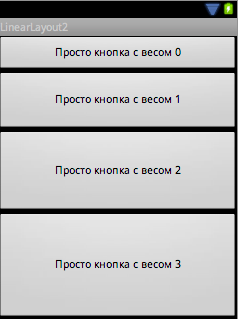 LinearLayout2
Просто кнопка с весом 0
Просто кнопка с весом 1
Просто кнопка с весом 2
Просто кнопка с весом 3